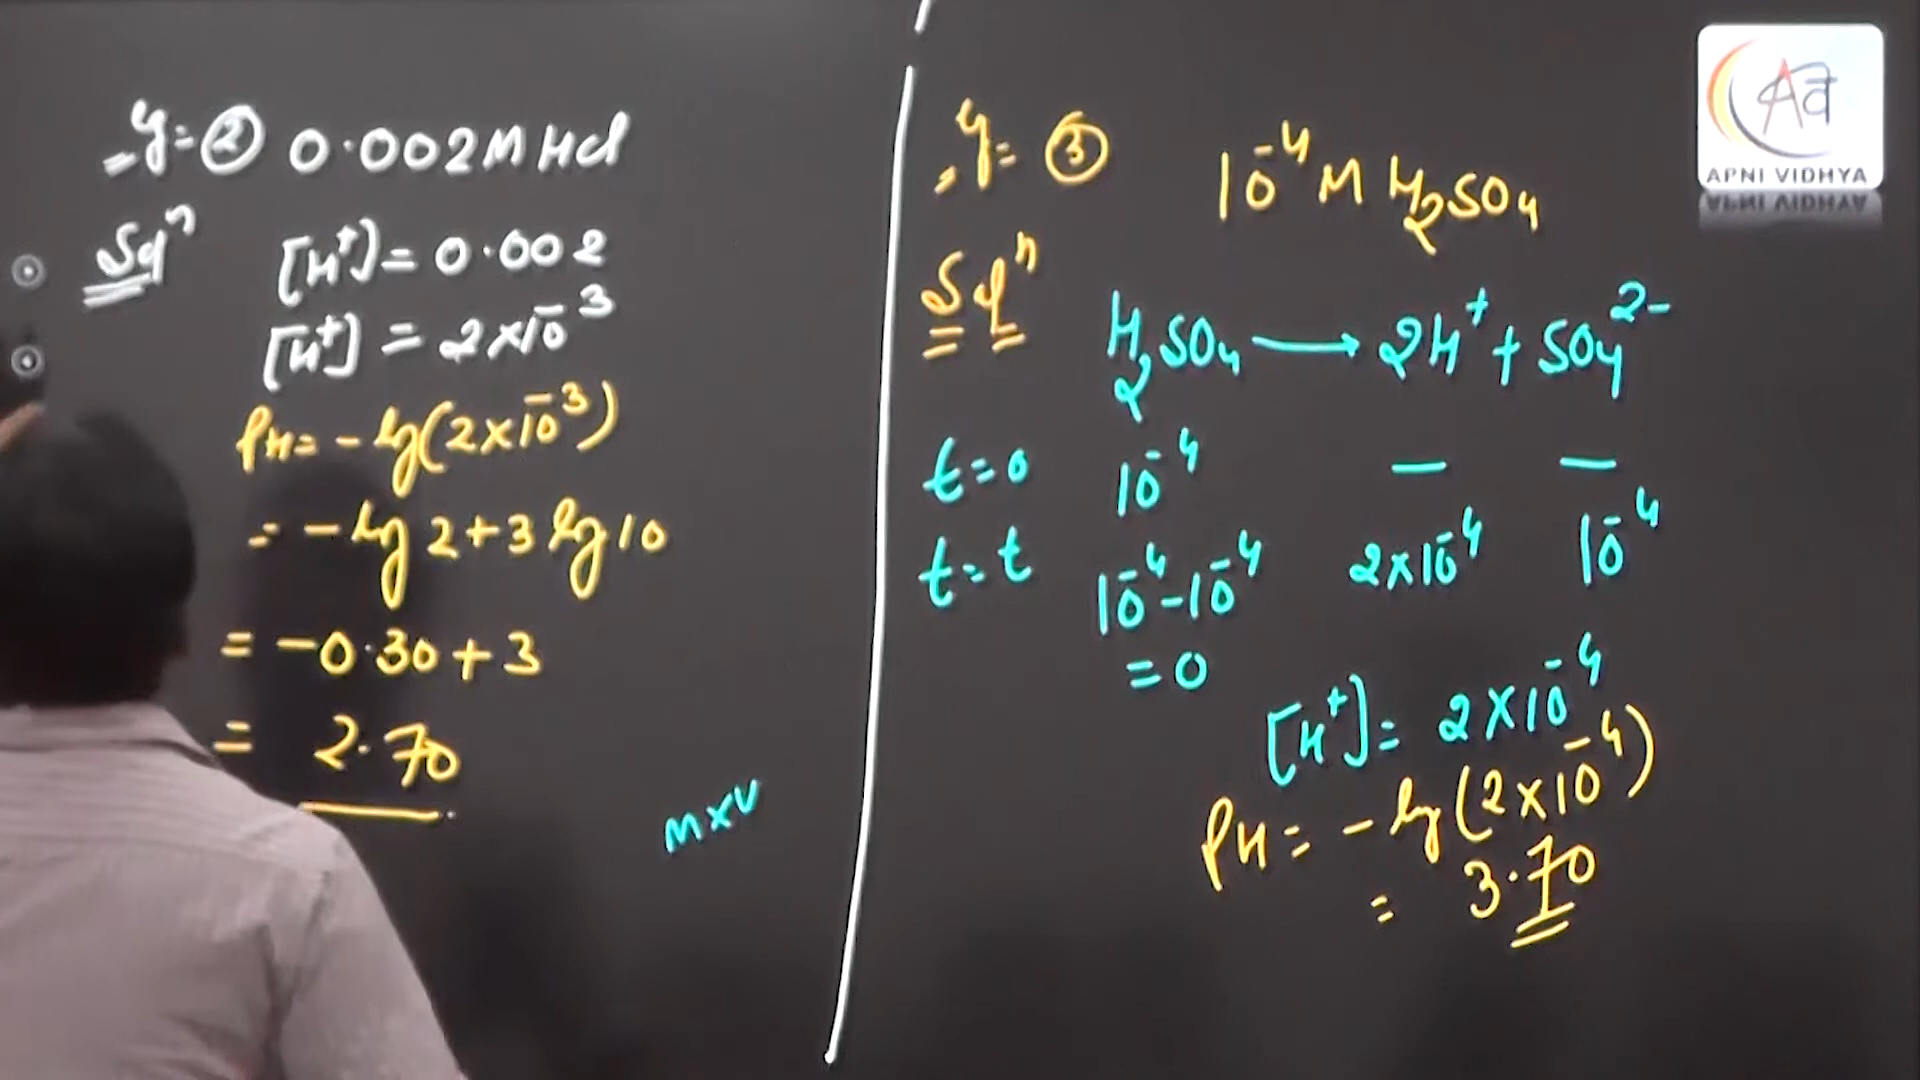 y= ② 0.002M HCl
Solⁿ [H⁺] = 0.002
[H⁺] = 2×10⁻³
PH= -log(2×10⁻³)
= -log 2 + 3 log 10
= -0.30 + 3
= 2.70
M×V
y= ③ 10⁻⁴ M H₂SO₄
Solⁿ
H₂SO₄ → 2H⁺ + SO₄²⁻
t=0 10⁻⁴ — —
t=t 10⁻⁴-10⁻⁴ 2×10⁻⁴ 10⁻⁴
=0
[H⁺]= 2×10⁻⁴
PH= -log(2×10⁻⁴)
= 3.70
अवि
APNI VIDHYA